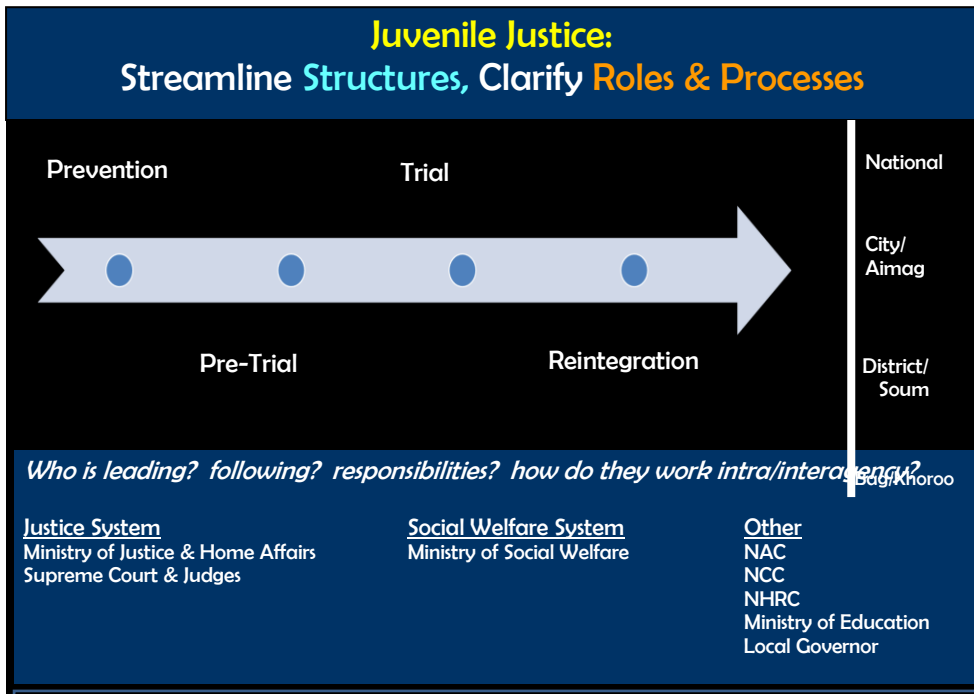 Juvenile Justice:
Streamline Structures, Clarify Roles & Processes
Prevention
Trial
Pre-Trial
Reintegration
National
City/
Aimag
District/
Soum
Bag/Khoroo
Who is leading? following? responsibilities? how do they work intra/interagency?
Justice System
Ministry of Justice & Home Affairs
Supreme Court & Judges
Social Welfare System
Ministry of Social Welfare
Other
NAC
NCC
NHRC
Ministry of Education
Local Governor